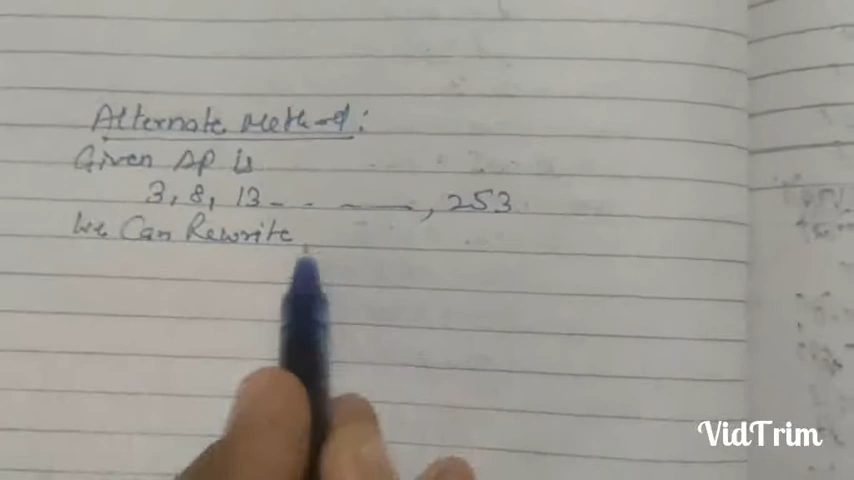 Alternate Method:
Given AP is
3, 8, 13 - - ——, 253
We Can Rewrite
VidTrim